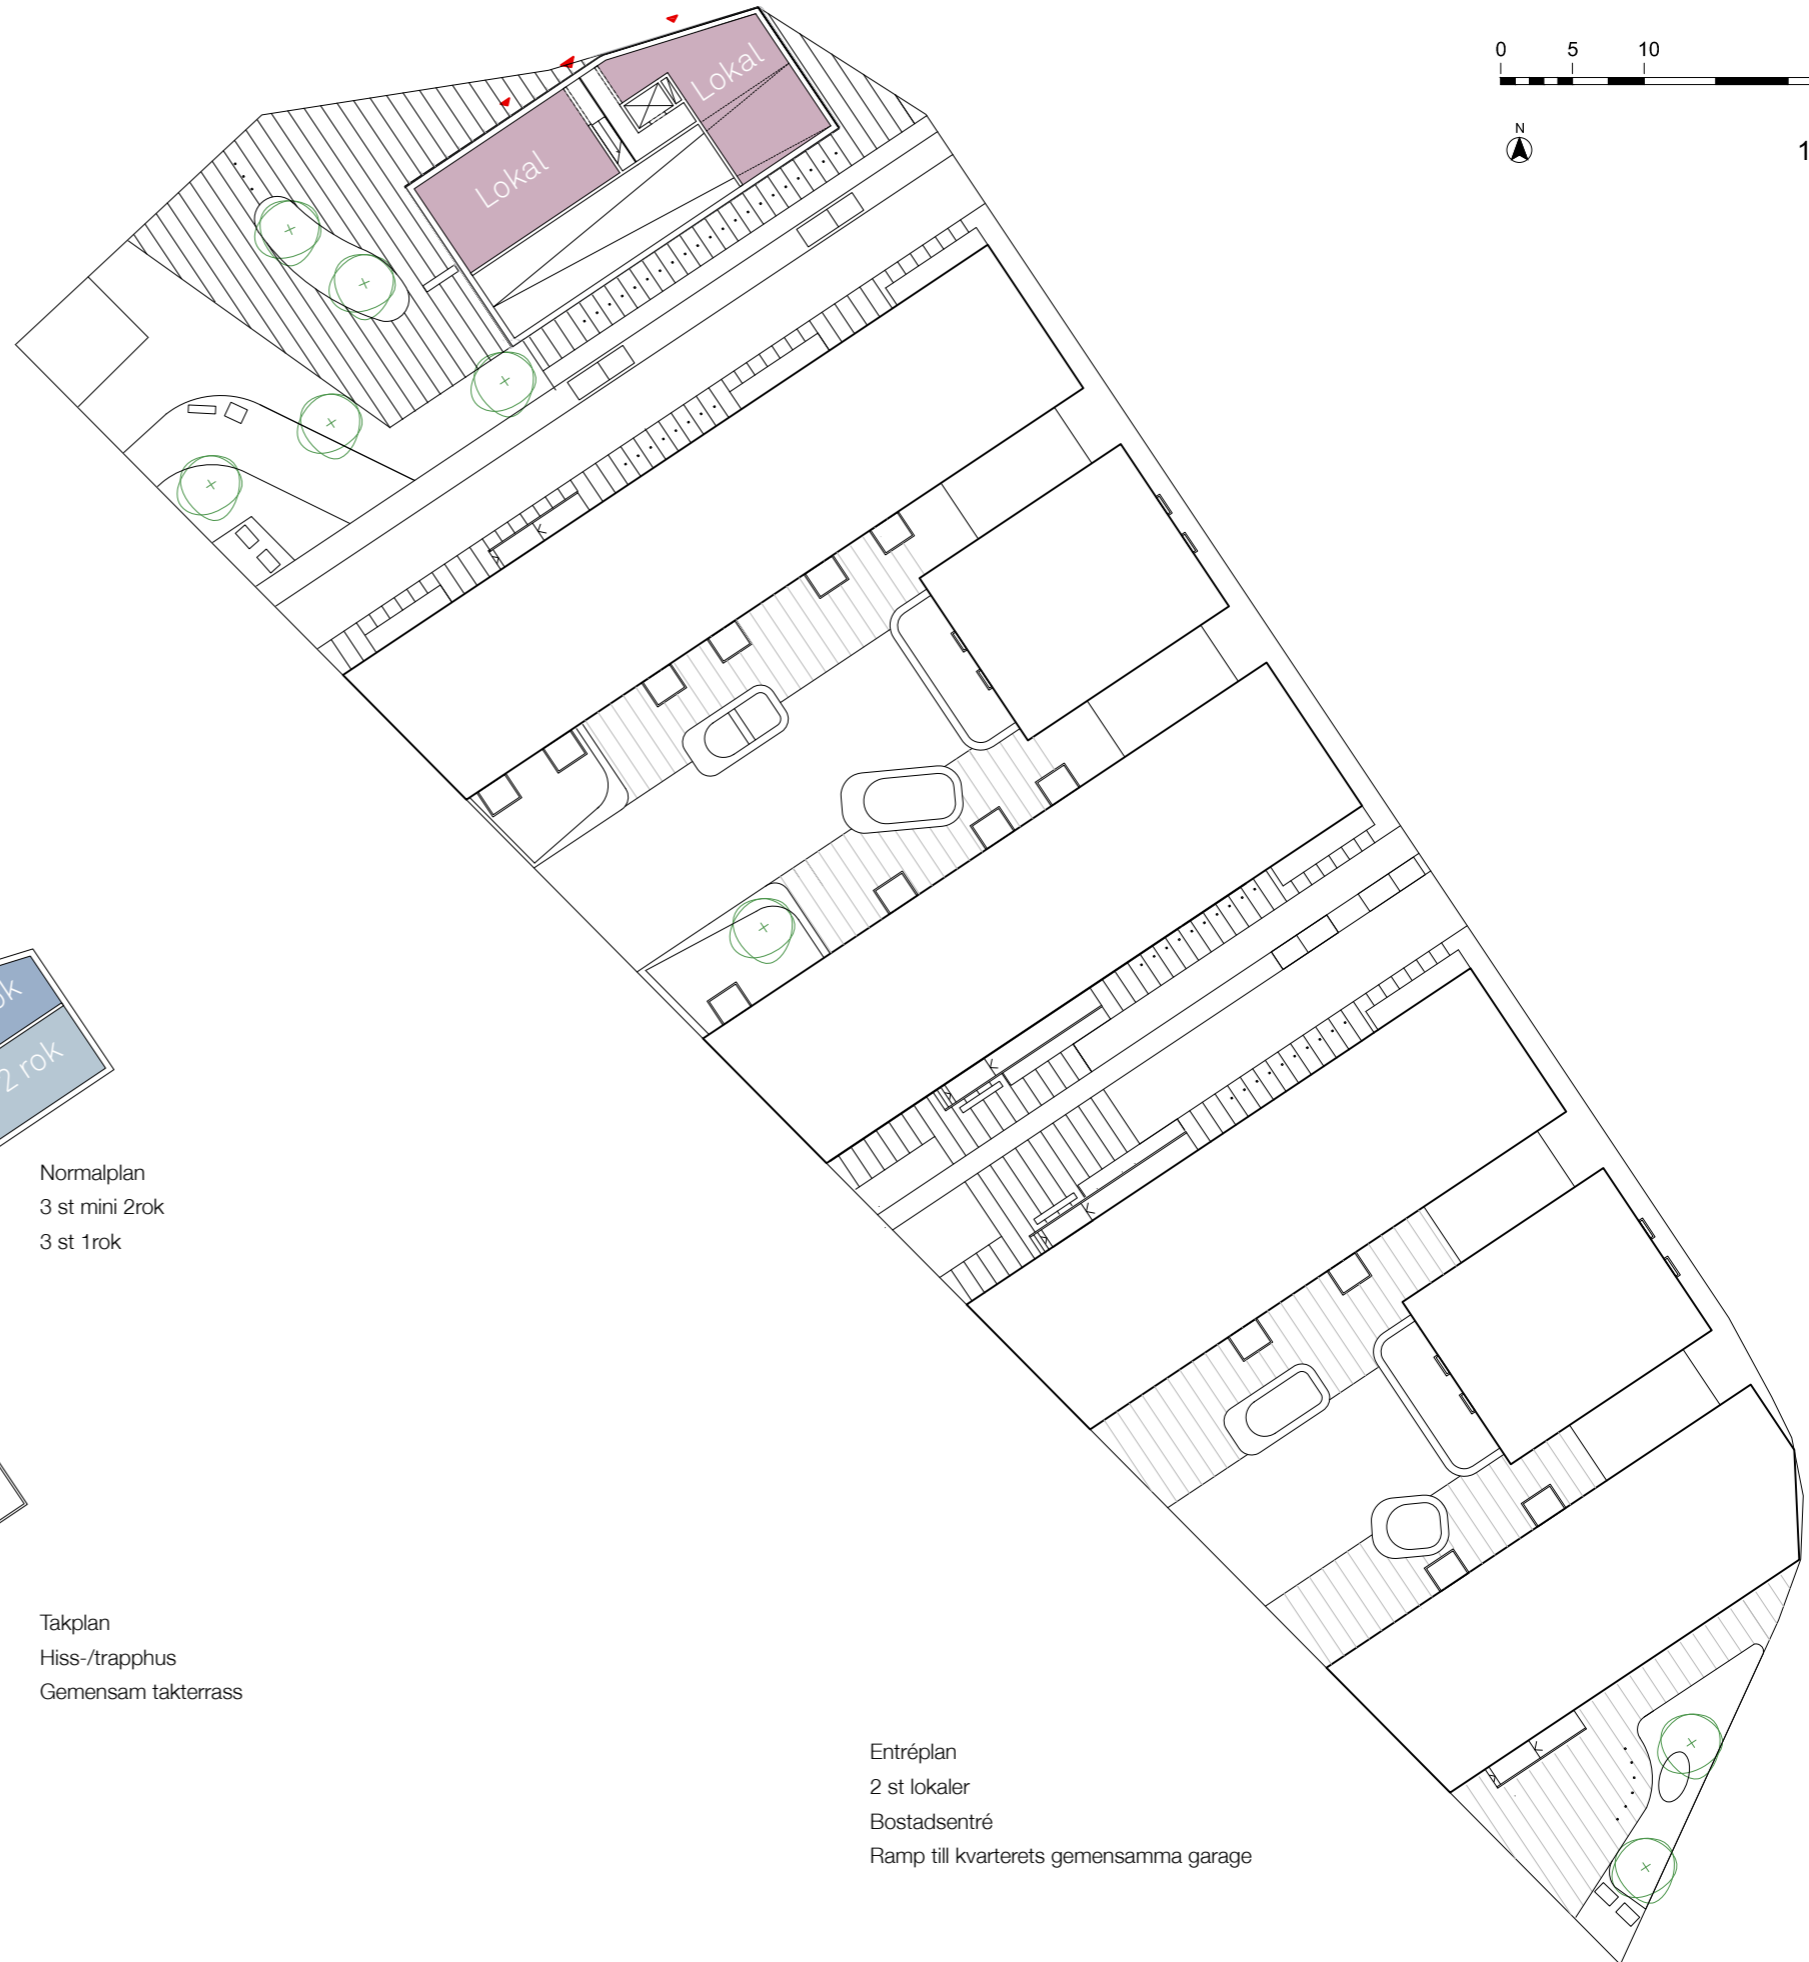 0 5 10
N
1
Lokal
Lokal
2 rok
Normalplan
3 st mini 2rok
3 st 1rok
Takplan
Hiss-/trapphus
Gemensam takterrass
Entréplan
2 st lokaler
Bostadsentré
Ramp till kvarterets gemensamma garage